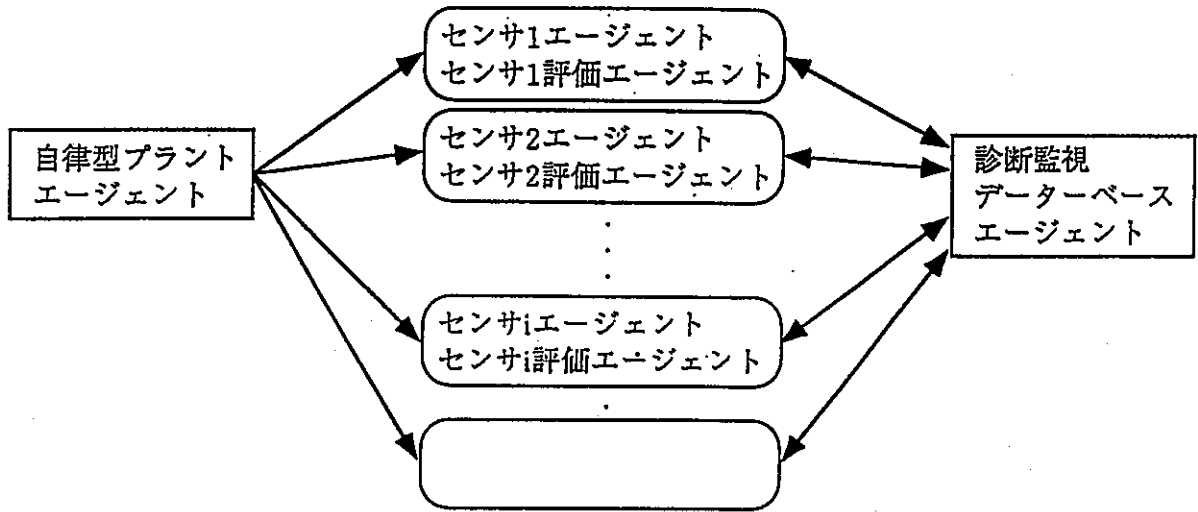 センサ1エージェント
センサ1評価エージェント
自律型プラント
エージェント
センサ2エージェント
センサ2評価エージェント
診断監視
データーベース
エージェント
センサiエージェント
センサi評価エージェント